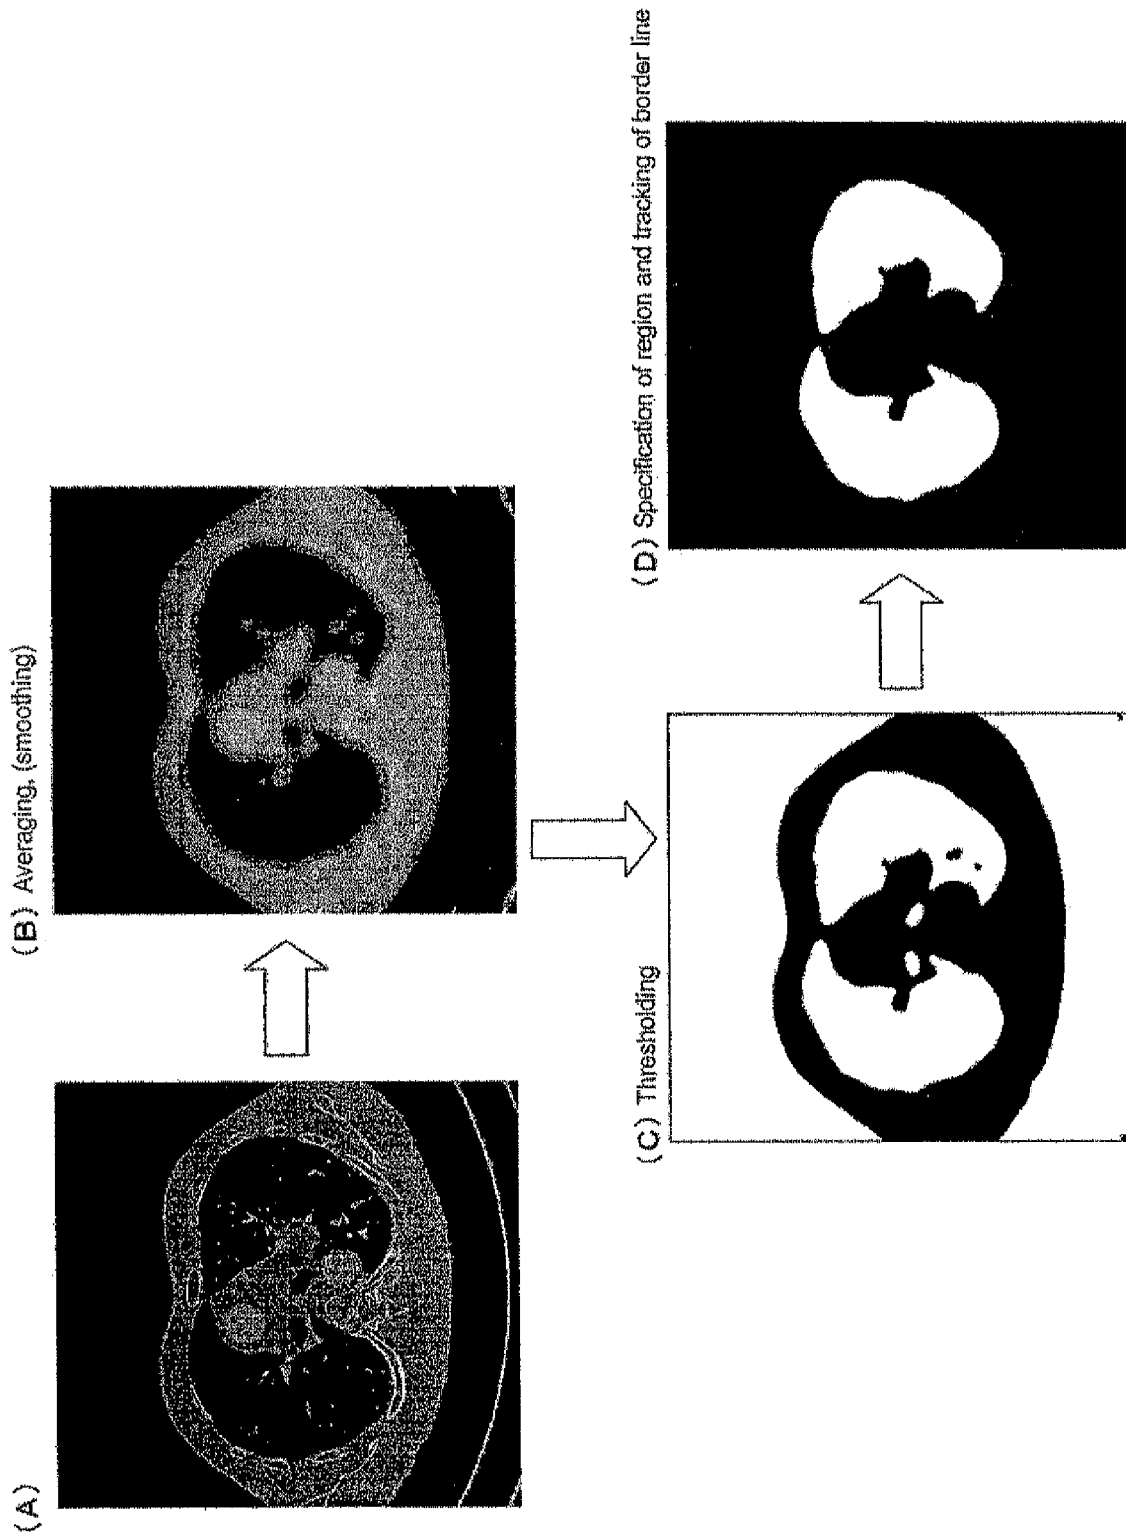 (A)
(B) Averaging, (smoothing)
(C) Thresholding
(D) Specification of region and tracking of border line